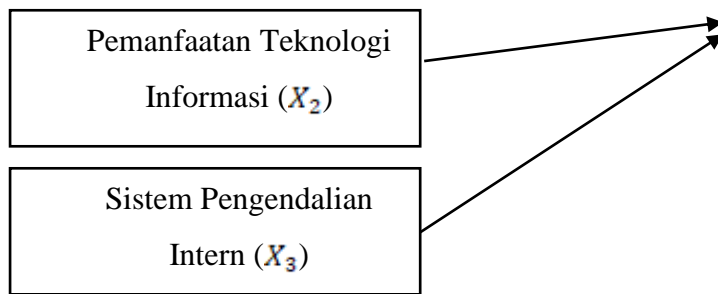 Pemanfaatan Teknologi
Informasi (X₂)
Sistem Pengendalian
Intern (X₃)